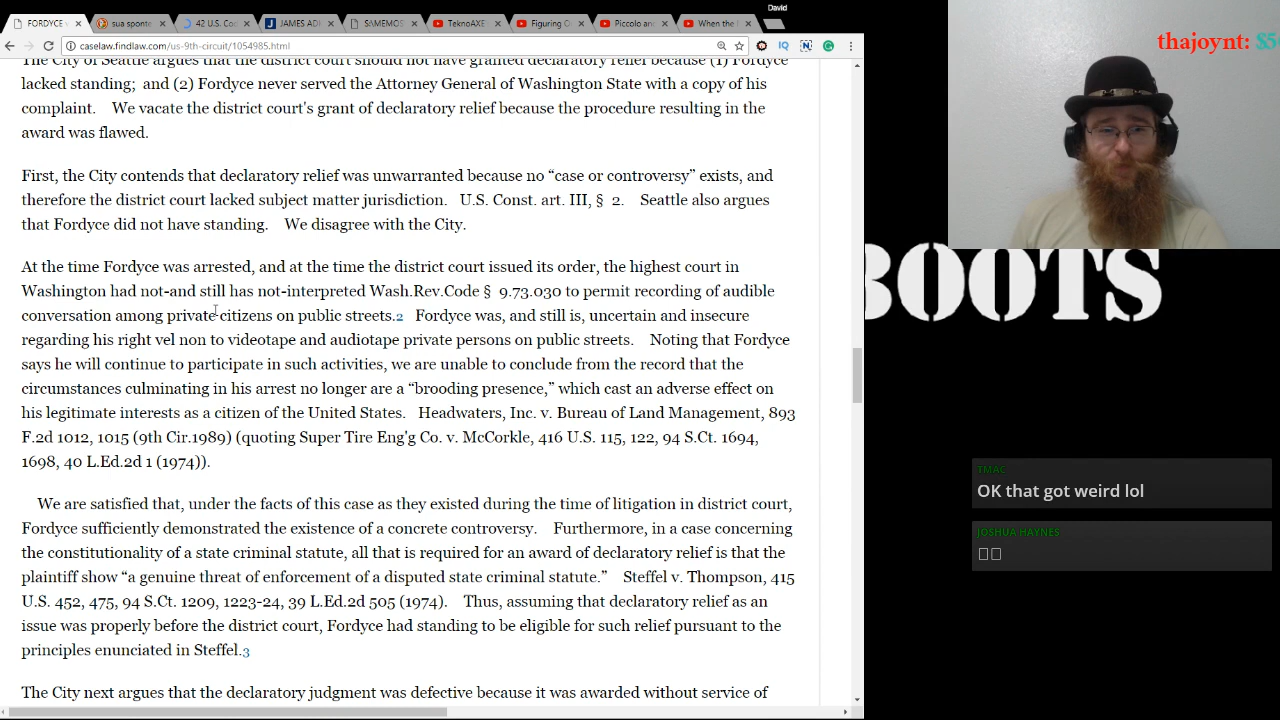 David
FORDYCE v
sua sponte
42 U.S. Co
JAMES AD
S:\MEMOS
TeknoAXE
Figuring O
Piccolo an
When the
caselaw.findlaw.com/us-9th-circuit/1054985.html
The City of Seattle argues that the district court should not have granted declaratory relief because (1) Fordyce
lacked standing; and (2) Fordyce never served the Attorney General of Washington State with a copy of his
complaint. We vacate the district court's grant of declaratory relief because the procedure resulting in the
award was flawed.
First, the City contends that declaratory relief was unwarranted because no “case or controversy” exists, and
therefore the district court lacked subject matter jurisdiction. U.S. Const. art. III, § 2. Seattle also argues
that Fordyce did not have standing. We disagree with the City.
At the time Fordyce was arrested, and at the time the district court issued its order, the highest court in
Washington had not-and still has not-interpreted Wash.Rev.Code § 9.73.030 to permit recording of audible
conversation among private citizens on public streets.2 Fordyce was, and still is, uncertain and insecure
regarding his right vel non to videotape and audiotape private persons on public streets. Noting that Fordyce
says he will continue to participate in such activities, we are unable to conclude from the record that the
circumstances culminating in his arrest no longer are a “brooding presence,” which cast an adverse effect on
his legitimate interests as a citizen of the United States. Headwaters, Inc. v. Bureau of Land Management, 893
F.2d 1012, 1015 (9th Cir.1989) (quoting Super Tire Eng'g Co. v. McCorkle, 416 U.S. 115, 122, 94 S.Ct. 1694,
1698, 40 L.Ed.2d 1 (1974)).
We are satisfied that, under the facts of this case as they existed during the time of litigation in district court,
Fordyce sufficiently demonstrated the existence of a concrete controversy. Furthermore, in a case concerning
the constitutionality of a state criminal statute, all that is required for an award of declaratory relief is that the
plaintiff show “a genuine threat of enforcement of a disputed state criminal statute.” Steffel v. Thompson, 415
U.S. 452, 475, 94 S.Ct. 1209, 1223-24, 39 L.Ed.2d 505 (1974). Thus, assuming that declaratory relief as an
issue was properly before the district court, Fordyce had standing to be eligible for such relief pursuant to the
principles enunciated in Steffel.3
The City next argues that the declaratory judgment was defective because it was awarded without service of
thajoynt: $5
BOOTS
TMAC
OK that got weird lol
JOSHUA HAYNES